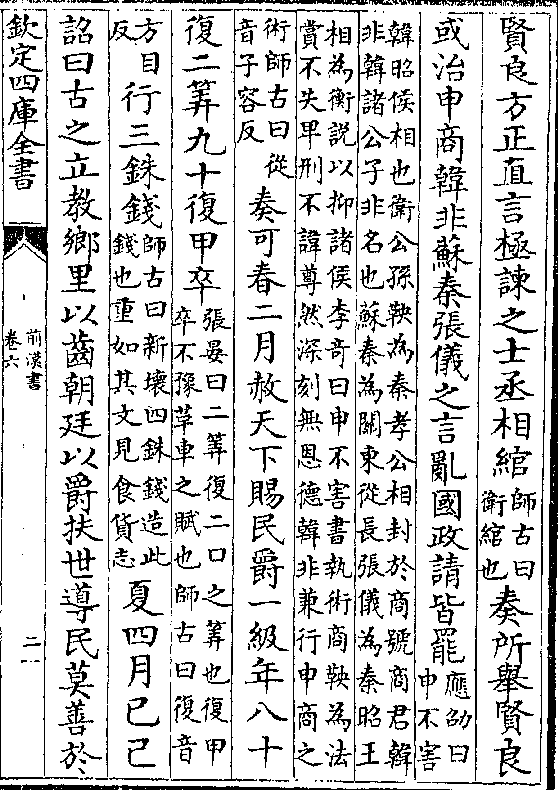 賢良方正直言極諫之士丞相綰師古曰衛綰也奏所舉賢良
或治申商韓非蘇秦張儀之言亂國政請皆罷應劭曰申不害
韓昭侯相也衛公孫鞅為秦孝公相封於商號商君韓
非韓諸公子非名也蘇秦為關東從長張儀為秦昭王
相為衡說以抑諸侯李竒曰申不害書執術商鞅為法
賞不失卑刑不諱尊然深刻無恩德韓非兼行申商之
術師古曰從音子容反奏可春二月赦天下賜民爵一級年八十
復二筭九十復甲卒張晏曰二筭復二口之筭也復甲卒不豫革車之賦也師古曰復音
方目反行三銖錢師古曰新壞四銖錢造此錢也重如其文見食貨志夏四月已己
詔曰古之立教鄉里以齒朝廷以爵扶世導民莫善於
欽定四庫全書
前漢書
卷六
二